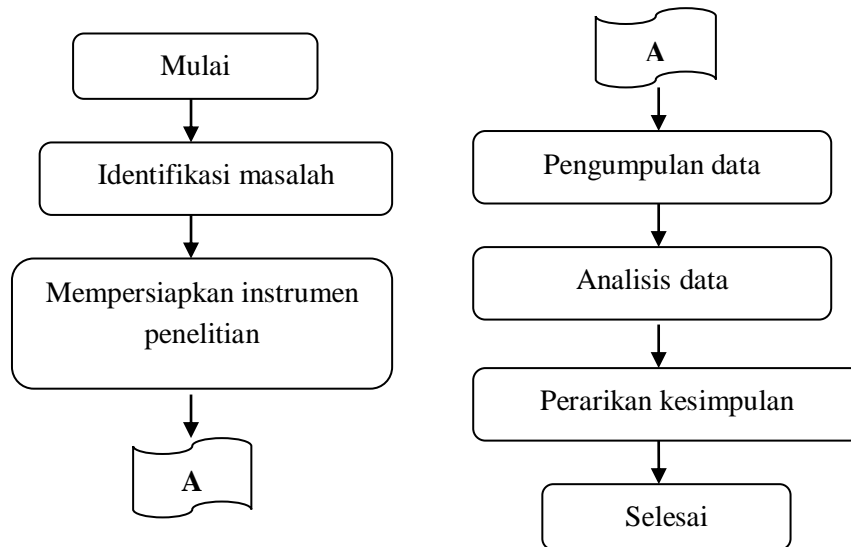 Mulai
Identifikasi masalah
Mempersiapkan instrumen
penelitian
A
A
Pengumpulan data
Analisis data
Perarikan kesimpulan
Selesai